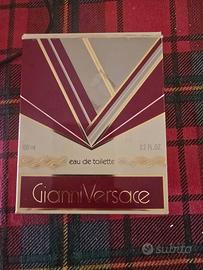 100 ml 3.3 FL.OZ.
eau de toilette
Gianni Versace
subito